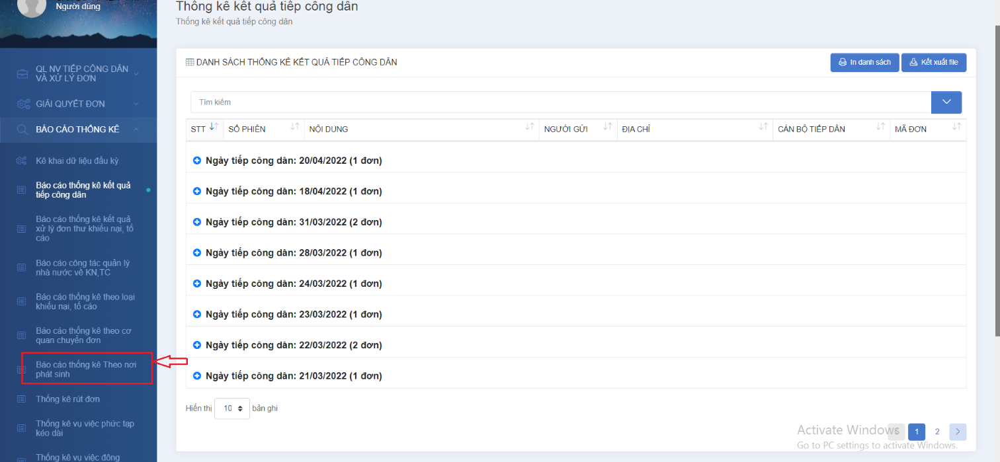 Người dùng
QL NV TIẾP CÔNG DÂN
VÀ XỬ LÝ ĐƠN
GIẢI QUYẾT ĐƠN
BÁO CÁO THỐNG KÊ
Kê khai dữ liệu đầu kỳ
Báo cáo thống kê kết quả
tiếp công dân
Báo cáo thống kê kết quả
xử lý đơn thư khiếu nại, tố
cáo
Báo cáo công tác quản lý
nhà nước về KN,TC
Báo cáo thống kê theo loại
khiếu nại, tố cáo
Báo cáo thống kê theo cơ
quan chuyển đơn
Báo cáo thống kê Theo nơi
phát sinh
Thống kê rút đơn
Thống kê vụ việc phức tạp
kéo dài
Thống kê vụ việc đông
Thống kê kết quả tiếp công dân
Thống kê kết quả tiếp công dân
DANH SÁCH THỐNG KÊ KẾT QUẢ TIẾP CÔNG DÂN
In danh sách
Kết xuất file
Tìm kiếm
STT SỐ PHIÊN NỘI DUNG NGƯỜI GỬI ĐỊA CHỈ CÁN BỘ TIẾP DÂN MÃ ĐƠN
Ngày tiếp công dân: 20/04/2022 (1 đơn)
Ngày tiếp công dân: 18/04/2022 (1 đơn)
Ngày tiếp công dân: 31/03/2022 (2 đơn)
Ngày tiếp công dân: 28/03/2022 (1 đơn)
Ngày tiếp công dân: 24/03/2022 (1 đơn)
Ngày tiếp công dân: 23/03/2022 (1 đơn)
Ngày tiếp công dân: 22/03/2022 (2 đơn)
Ngày tiếp công dân: 21/03/2022 (1 đơn)
Hiển thị 10 bản ghi
1 2
Activate Windows
Go to PC settings to activate Windows.